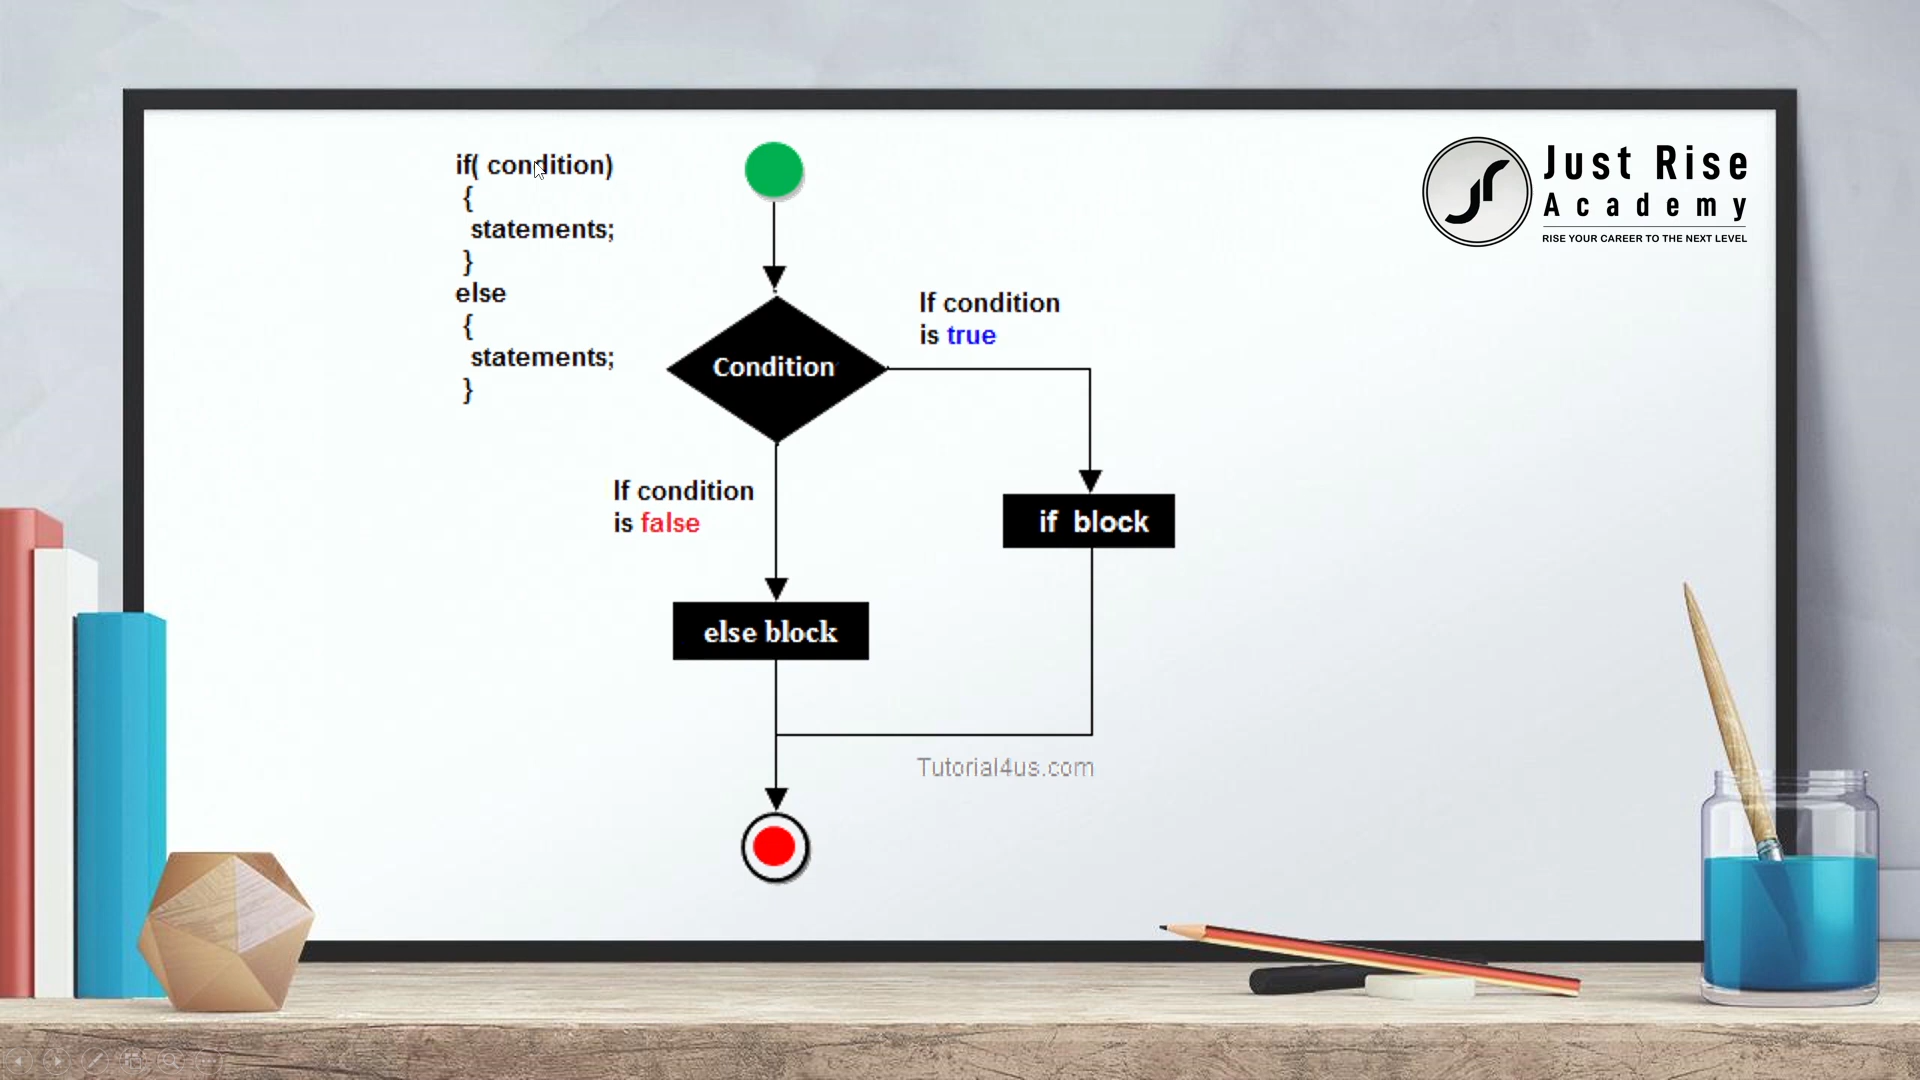 if( condition)
{
statements;
}
else
{
statements;
}
Just Rise
Academy
RISE YOUR CAREER TO THE NEXT LEVEL
If condition
is true
Condition
If condition
is false
if block
else block
Tutorial4us.com